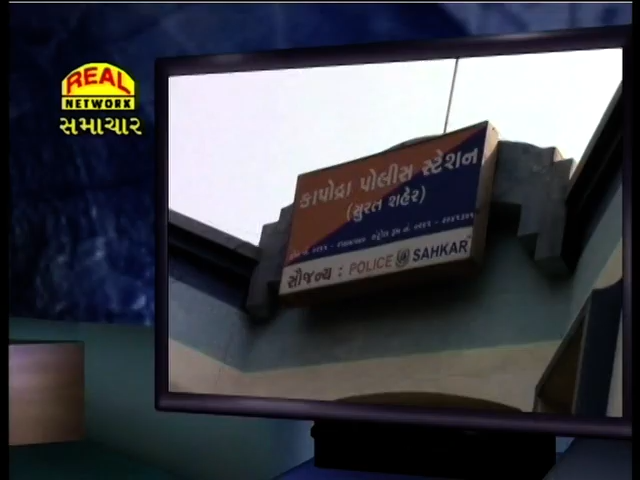 REAL
NETWORK
સમાચાર
કાપોદ્રા પોલીસ સ્ટેશન
(સુરત શહેર)
સૌજન્ય : POLICE SAHKAR